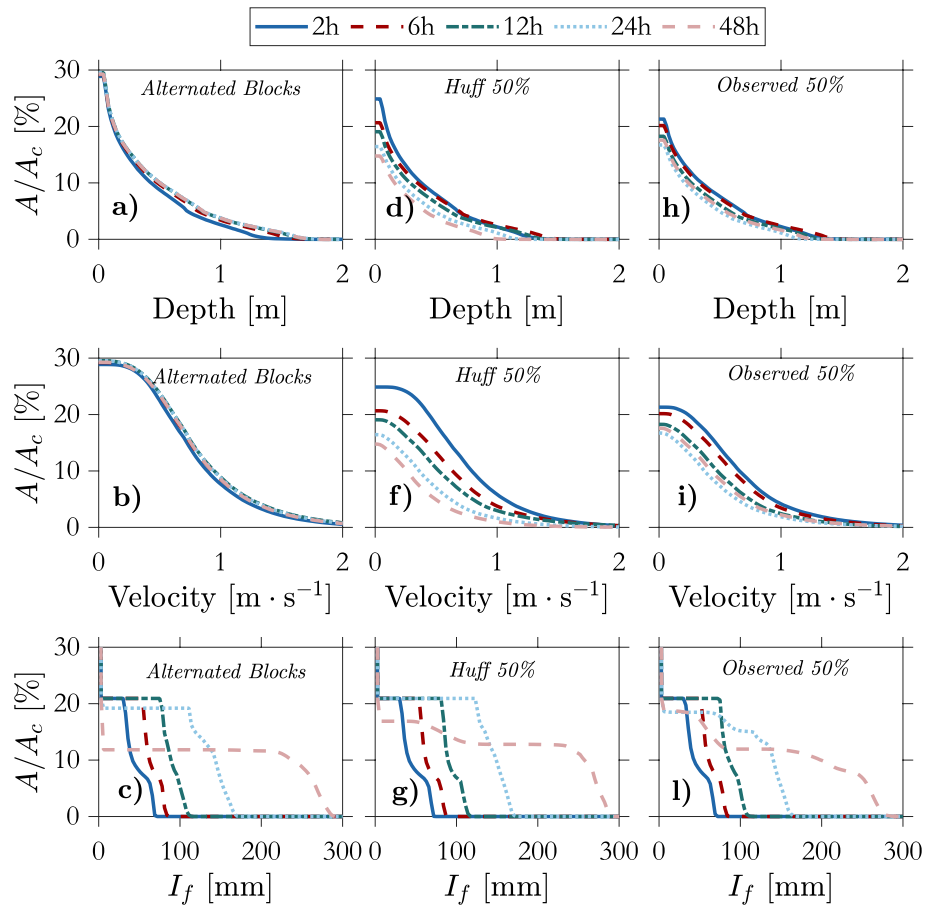 2h 6h 12h 24h 48h
30 Alternated Blocks Huff 50% Observed 50%
20
A/A_c [%]
10 a) d) h)
0
0 1 2 0 1 2 0 1 2
Depth [m] Depth [m] Depth [m]
30 Alternated Blocks Huff 50% Observed 50%
20
A/A_c [%]
10 b) f) i)
0
0 1 2 0 1 2 0 1 2
Velocity [m · s⁻¹] Velocity [m · s⁻¹] Velocity [m · s⁻¹]
30 Alternated Blocks Huff 50% Observed 50%
20
A/A_c [%]
10 c) g) l)
0
0 100 200 300 0 100 200 300 0 100 200 300
I_f [mm] I_f [mm] I_f [mm]